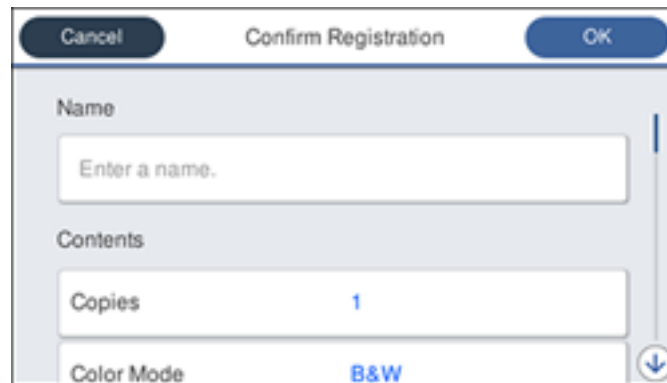 Cancel Confirm Registration OK
Name
Enter a name.
Contents
Copies 1
Color Mode B&W